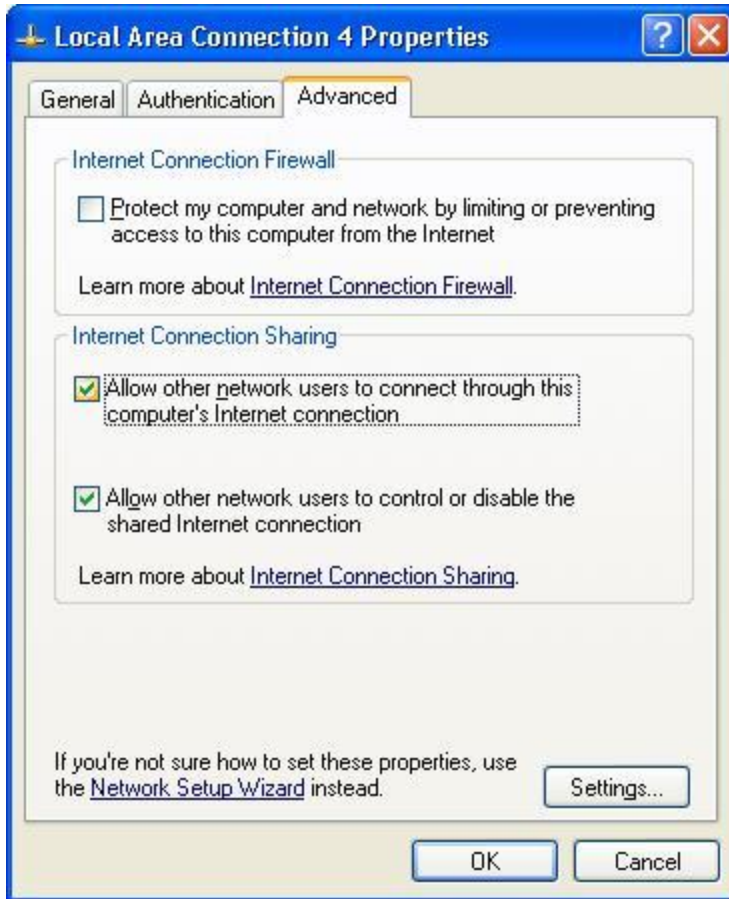 Local Area Connection 4 Properties
General Authentication Advanced
Internet Connection Firewall
Protect my computer and network by limiting or preventing
access to this computer from the Internet
Learn more about Internet Connection Firewall.
Internet Connection Sharing
Allow other network users to connect through this
computer's Internet connection
Allow other network users to control or disable the
shared Internet connection
Learn more about Internet Connection Sharing.
If you're not sure how to set these properties, use
the Network Setup Wizard instead.
Settings...
OK Cancel